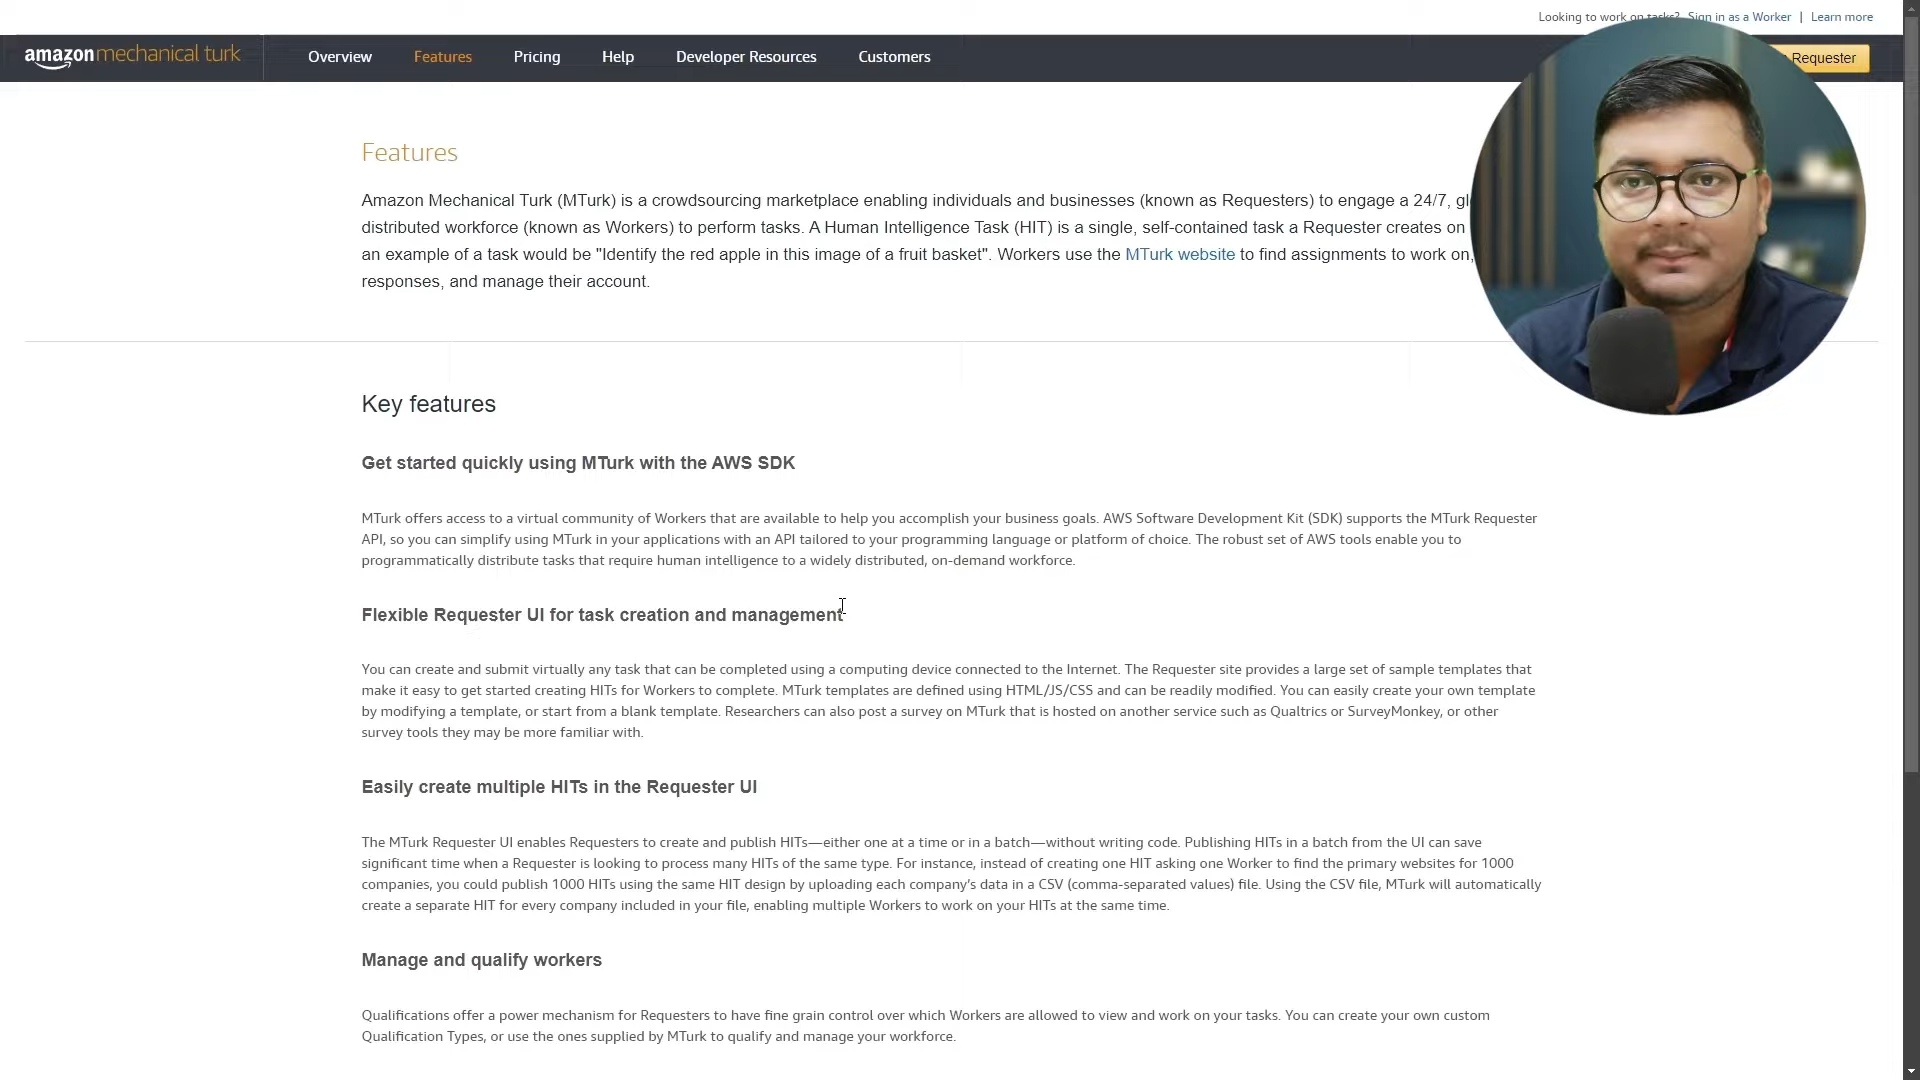 Looking to work on tasks? Sign in as a Worker | Learn more
amazon mechanical turk Overview Features Pricing Help Developer Resources Customers Requester
Features
Amazon Mechanical Turk (MTurk) is a crowdsourcing marketplace enabling individuals and businesses (known as Requesters) to engage a 24/7,
distributed workforce (known as Workers) to perform tasks. A Human Intelligence Task (HIT) is a single, self-contained task a Requester creates on
an example of a task would be "Identify the red apple in this image of a fruit basket". Workers use the MTurk website to find assignments to work on,
responses, and manage their account.
Key features
Get started quickly using MTurk with the AWS SDK
MTurk offers access to a virtual community of Workers that are available to help you accomplish your business goals. AWS Software Development Kit (SDK) supports the MTurk Requester
API, so you can simplify using MTurk in your applications with an API tailored to your programming language or platform of choice. The robust set of AWS tools enable you to
programmatically distribute tasks that require human intelligence to a widely distributed, on-demand workforce.
Flexible Requester UI for task creation and management
You can create and submit virtually any task that can be completed using a computing device connected to the Internet. The Requester site provides a large set of sample templates that
make it easy to get started creating HITs for Workers to complete. MTurk templates are defined using HTML/JS/CSS and can be readily modified. You can easily create your own template
by modifying a template, or start from a blank template. Researchers can also post a survey on MTurk that is hosted on another service such as Qualtrics or SurveyMonkey, or other
survey tools they may be more familiar with.
Easily create multiple HITs in the Requester UI
The MTurk Requester UI enables Requesters to create and publish HITs—either one at a time or in a batch—without writing code. Publishing HITs in a batch from the UI can save
significant time when a Requester is looking to process many HITs of the same type. For instance, instead of creating one HIT asking one Worker to find the primary websites for 1000
companies, you could publish 1000 HITs using the same HIT design by uploading each company's data in a CSV (comma-separated values) file. Using the CSV file, MTurk will automatically
create a separate HIT for every company included in your file, enabling multiple Workers to work on your HITs at the same time.
Manage and qualify workers
Qualifications offer a power mechanism for Requesters to have fine grain control over which Workers are allowed to view and work on your tasks. You can create your own custom
Qualification Types, or use the ones supplied by MTurk to qualify and manage your workforce.